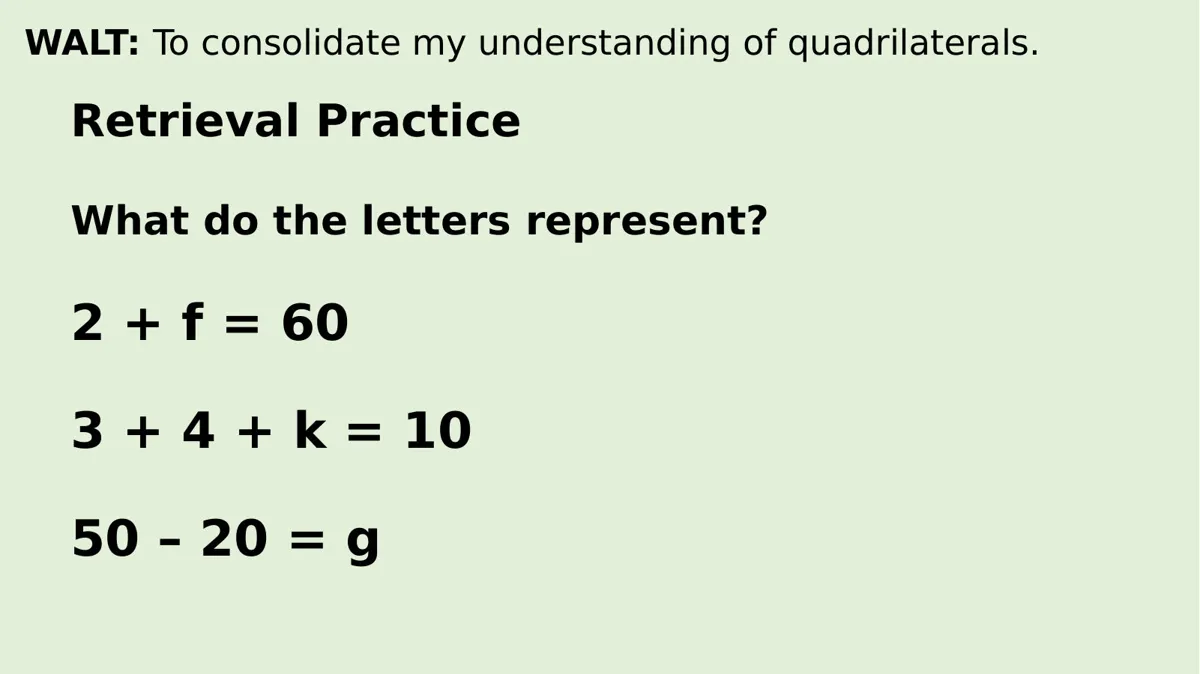 WALT: To consolidate my understanding of quadrilaterals.
Retrieval Practice
What do the letters represent?
2 + f = 60
3 + 4 + k = 10
50 – 20 = g